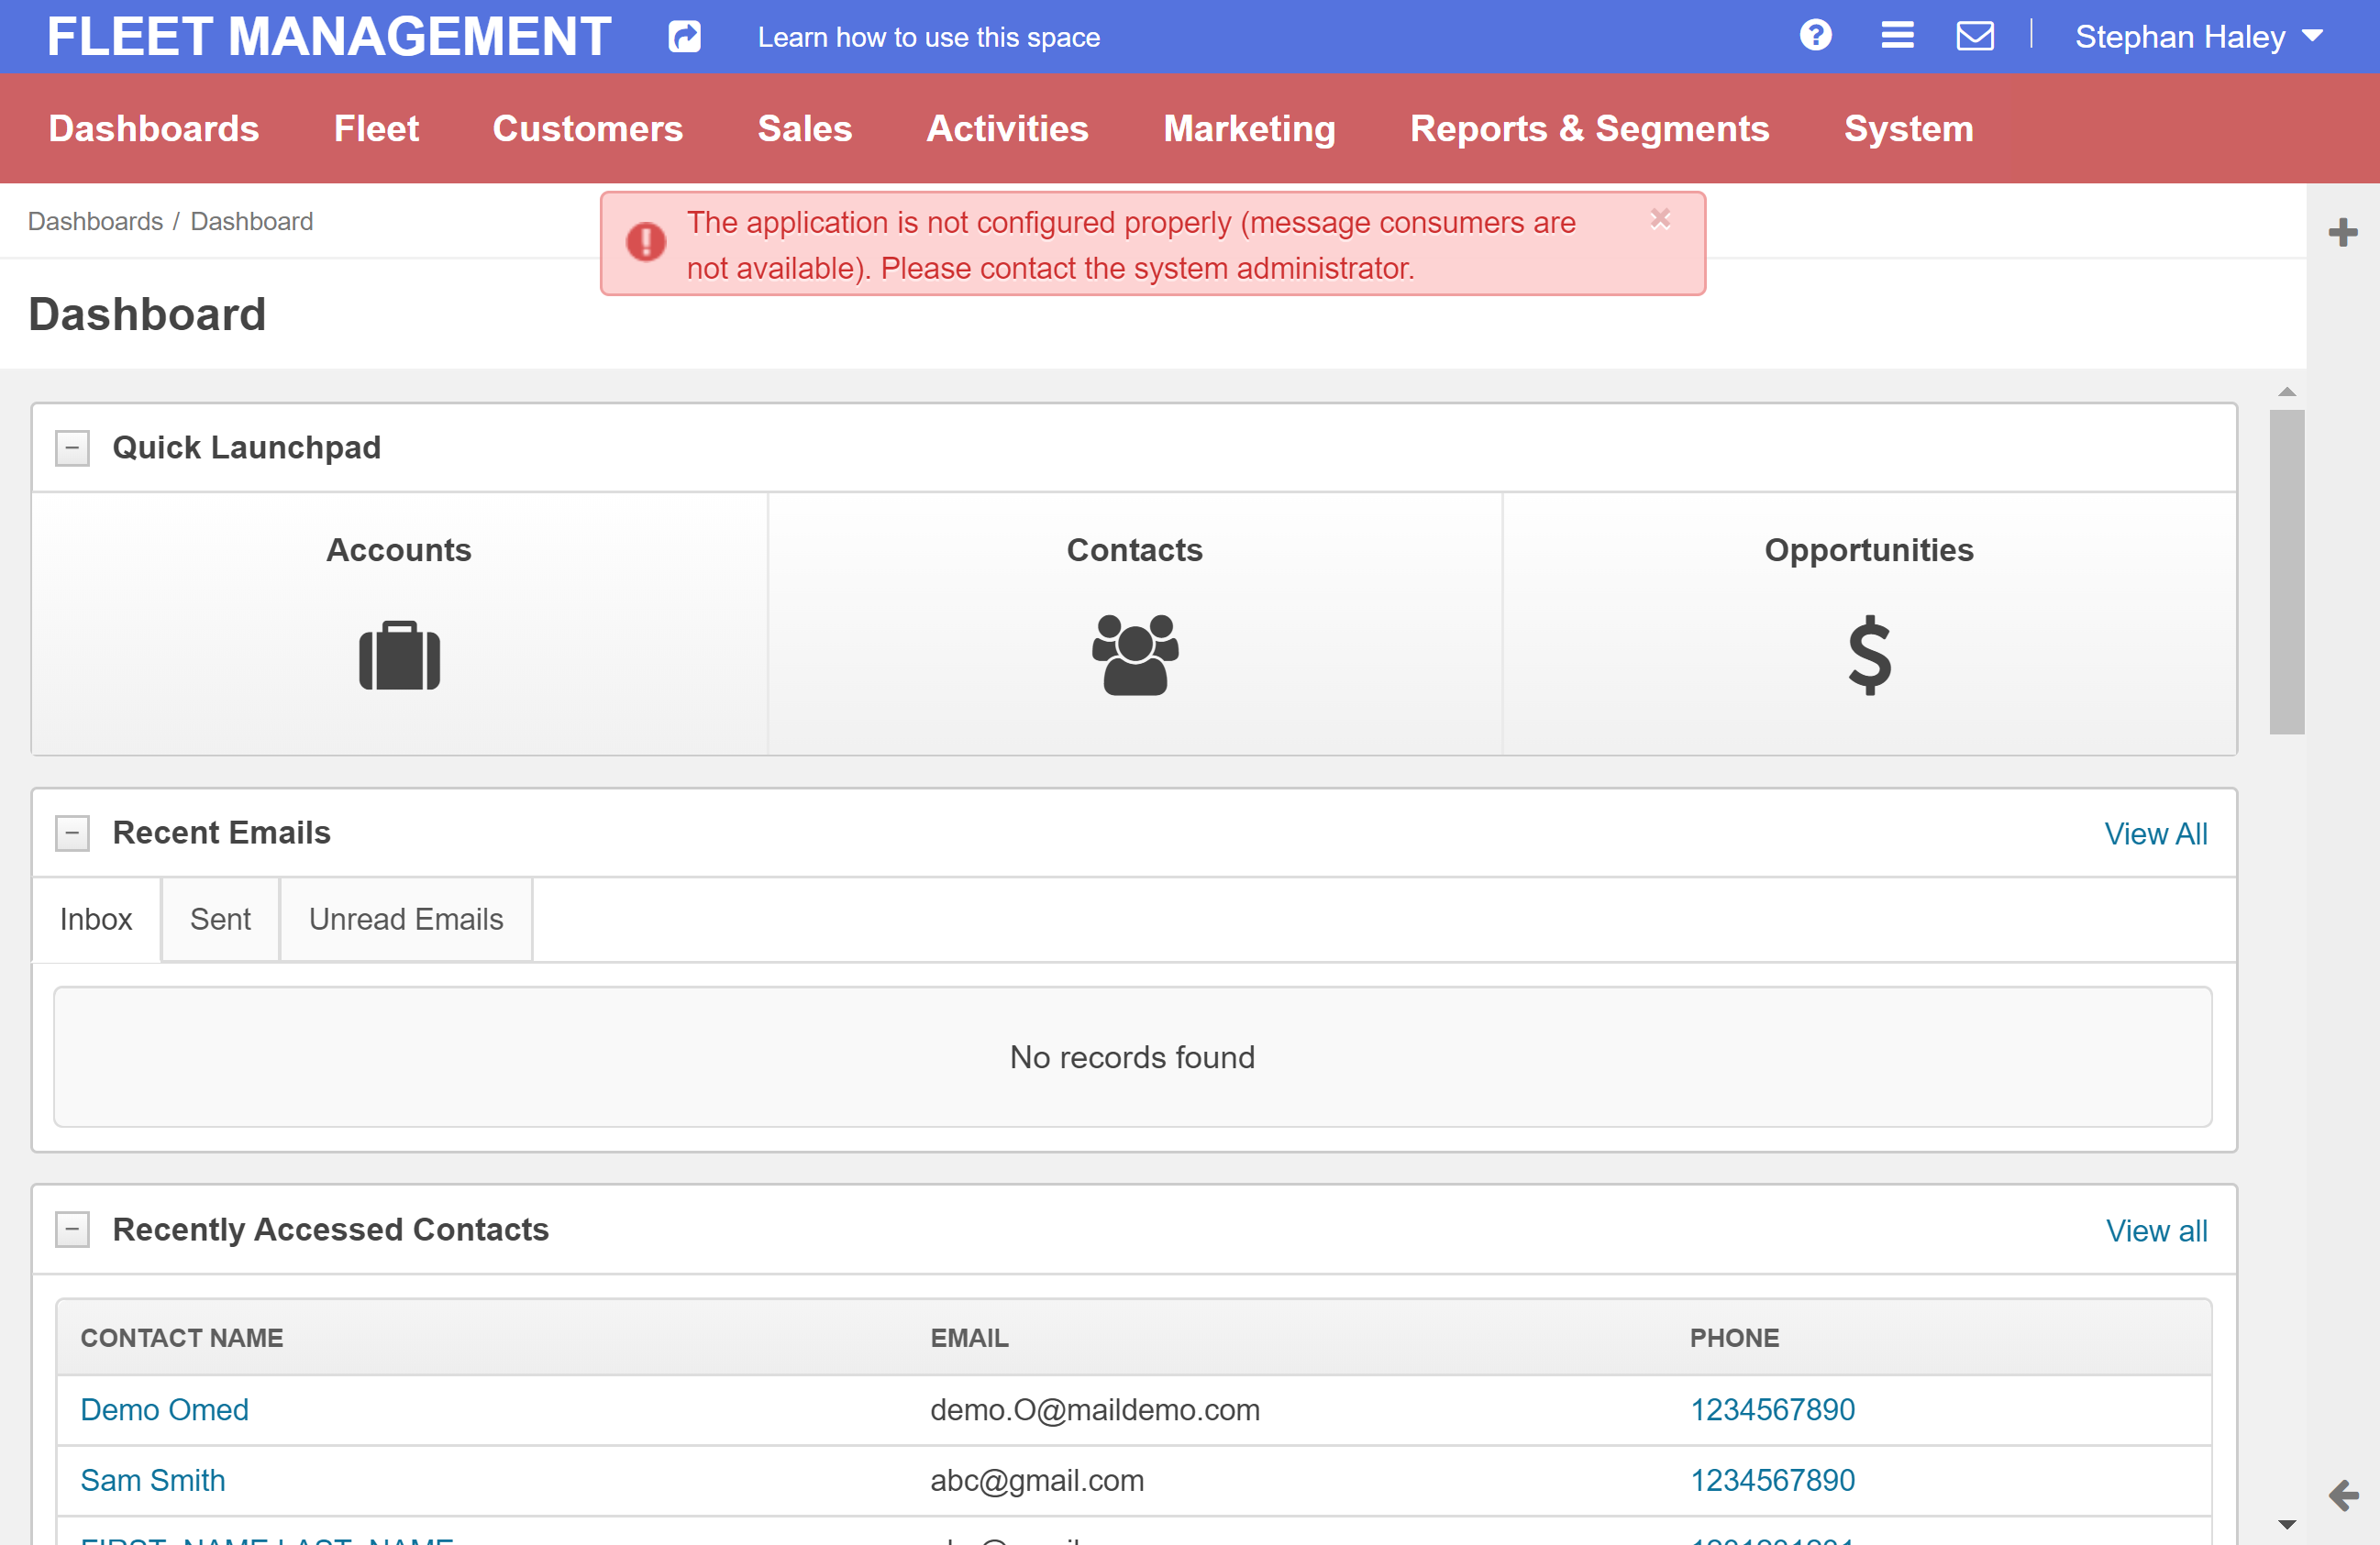 FLEET MANAGEMENT
Learn how to use this space
Stephan Haley
Dashboards Fleet Customers Sales Activities Marketing Reports & Segments System
Dashboards / Dashboard
The application is not configured properly (message consumers are
not available). Please contact the system administrator.
Dashboard
Quick Launchpad
Accounts
Contacts
Opportunities
Recent Emails
View All
Inbox
Sent
Unread Emails
No records found
Recently Accessed Contacts
View all
CONTACT NAME EMAIL PHONE
Demo Omed demo.O@maildemo.com 1234567890
Sam Smith abc@gmail.com 1234567890